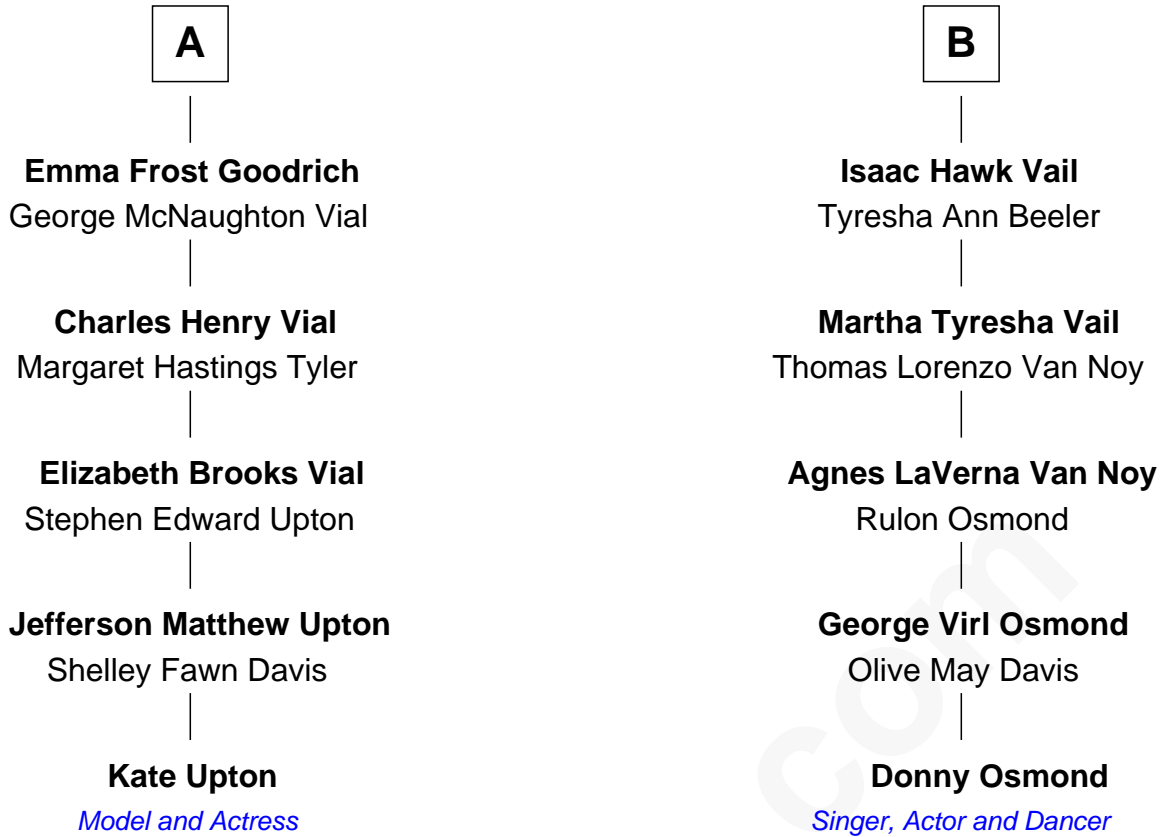 A
Emma Frost Goodrich
George McNaughton Vial
Charles Henry Vial
Margaret Hastings Tyler
Elizabeth Brooks Vial
Stephen Edward Upton
Jefferson Matthew Upton
Shelley Fawn Davis
Kate Upton
Model and Actress
B
Isaac Hawk Vail
Tyresha Ann Beeler
Martha Tyresha Vail
Thomas Lorenzo Van Noy
Agnes LaVerna Van Noy
Rulon Osmond
George Virl Osmond
Olive May Davis
Donny Osmond
Singer, Actor and Dancer
com